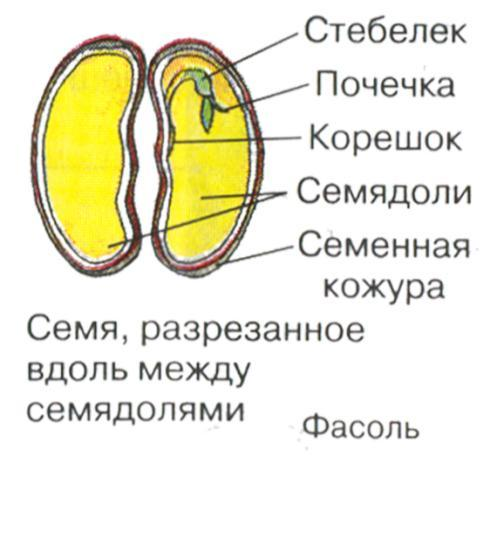 Стебелек
Почечка
Корешок
Семядоли
Семенная
кожура
Семя, разрезанное
вдоль между
семядолями
Фасоль